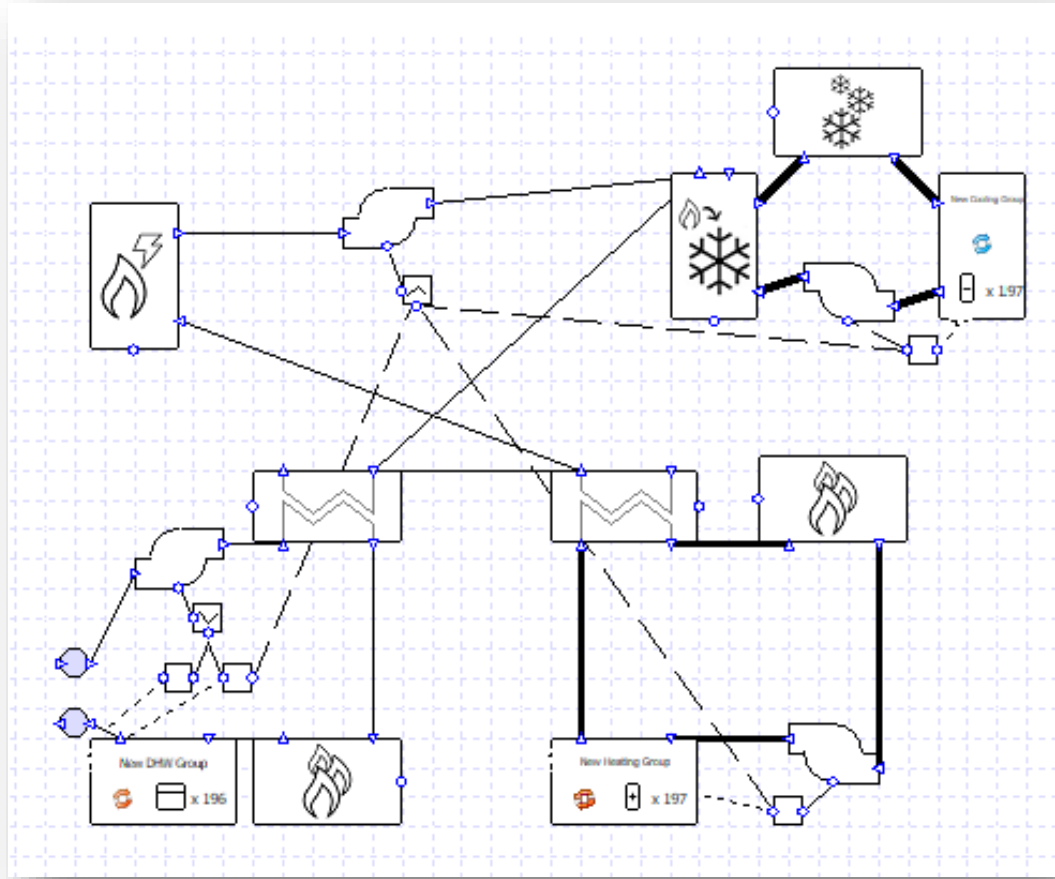 New Cooling Group
x 197
New DHW Group
x 196
New Heating Group
x 197